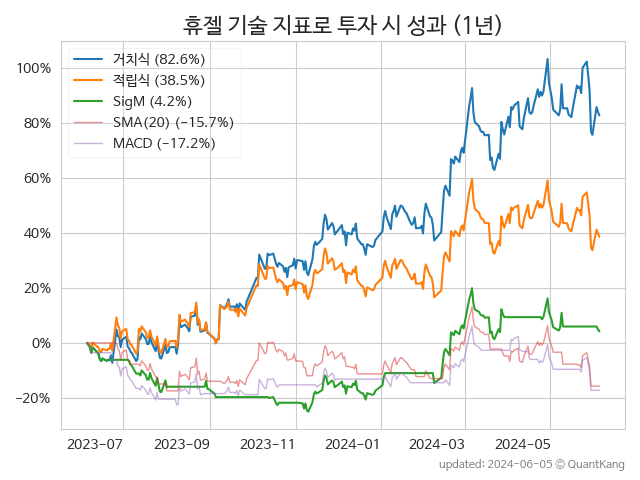 휴젤 기술 지표로 투자 시 성과 (1년)
거치식 (82.6%)
적립식 (38.5%)
SigM (4.2%)
SMA(20) (−15.7%)
MACD (−17.2%)
100%
80%
60%
40%
20%
0%
−20%
2023-07 2023-09 2023-11 2024-01 2024-03 2024-05
updated: 2024-06-05 © QuantKang